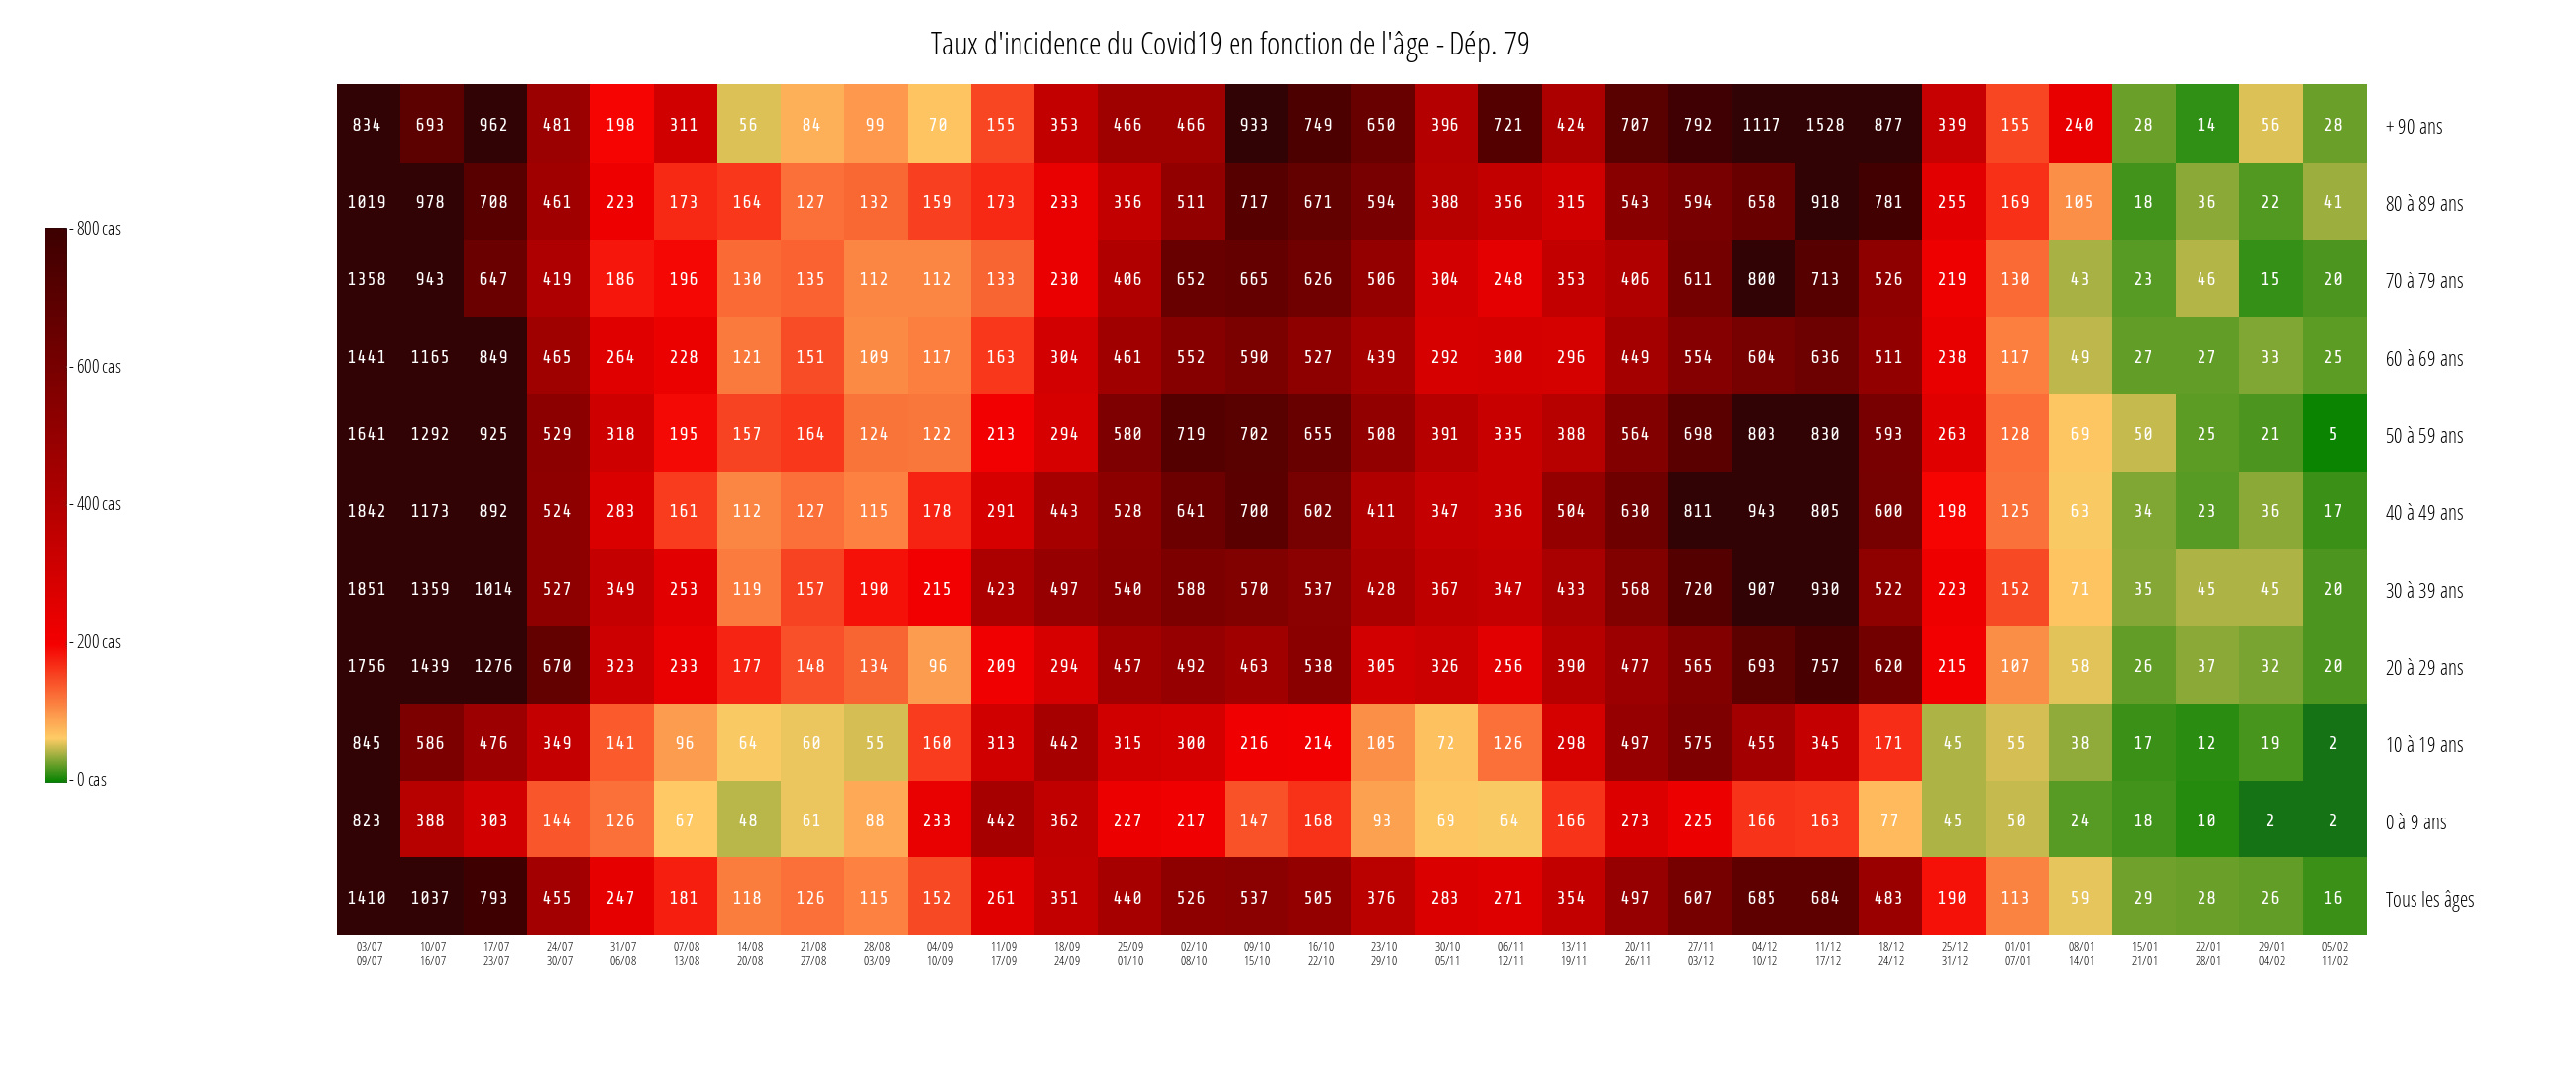 Taux d'incidence du Covid19 en fonction de l'âge - Dép. 79
- 800 cas
- 600 cas
- 400 cas
- 200 cas
- 0 cas
834 693 962 481 198 311 56 84 99 70 155 353 466 466 933 749 650 396 721 424 707 792 1117 1528 877 339 155 240 28 14 56 28 + 90 ans
1019 978 708 461 223 173 164 127 132 159 173 233 356 511 717 671 594 388 356 315 543 594 658 918 781 255 169 105 18 36 22 41 80 à 89 ans
1358 943 647 419 186 196 130 135 112 112 133 230 406 652 665 626 506 304 248 353 406 611 800 713 526 219 130 43 23 46 15 20 70 à 79 ans
1441 1165 849 465 264 228 121 151 109 117 163 304 461 552 590 527 439 292 300 296 449 554 604 636 511 238 117 49 27 27 33 25 60 à 69 ans
1641 1292 925 529 318 195 157 164 124 122 213 294 580 719 702 655 508 391 335 388 564 698 803 830 593 263 128 69 50 25 21 5 50 à 59 ans
1842 1173 892 524 283 161 112 127 115 178 291 443 528 641 700 602 411 347 336 504 630 811 943 805 600 198 125 63 34 23 36 17 40 à 49 ans
1851 1359 1014 527 349 253 119 157 190 215 423 497 540 588 570 537 428 367 347 433 568 720 907 930 522 223 152 71 35 45 45 20 30 à 39 ans
1756 1439 1276 670 323 233 177 148 134 96 209 294 457 492 463 538 305 326 256 390 477 565 693 757 620 215 107 58 26 37 32 20 20 à 29 ans
845 586 476 349 141 96 64 60 55 160 313 442 315 300 216 214 105 72 126 298 497 575 455 345 171 45 55 38 17 12 19 2 10 à 19 ans
823 388 303 144 126 67 48 61 88 233 442 362 227 217 147 168 93 69 64 166 273 225 166 163 77 45 50 24 18 10 2 2 0 à 9 ans
1410 1037 793 455 247 181 118 126 115 152 261 351 440 526 537 505 376 283 271 354 497 607 685 684 483 190 113 59 29 28 26 16 Tous les âges
03/07 10/07 17/07 24/07 31/07 07/08 14/08 21/08 28/08 04/09 11/09 18/09 25/09 02/10 09/10 16/10 23/10 30/10 06/11 13/11 20/11 27/11 04/12 11/12 18/12 25/12 01/01 08/01 15/01 22/01 29/01 05/02
09/07 16/07 23/07 30/07 06/08 13/08 20/08 27/08 03/09 10/09 17/09 24/09 01/10 08/10 15/10 22/10 29/10 05/11 12/11 19/11 26/11 03/12 10/12 17/12 24/12 31/12 07/01 14/01 21/01 28/01 04/02 11/02